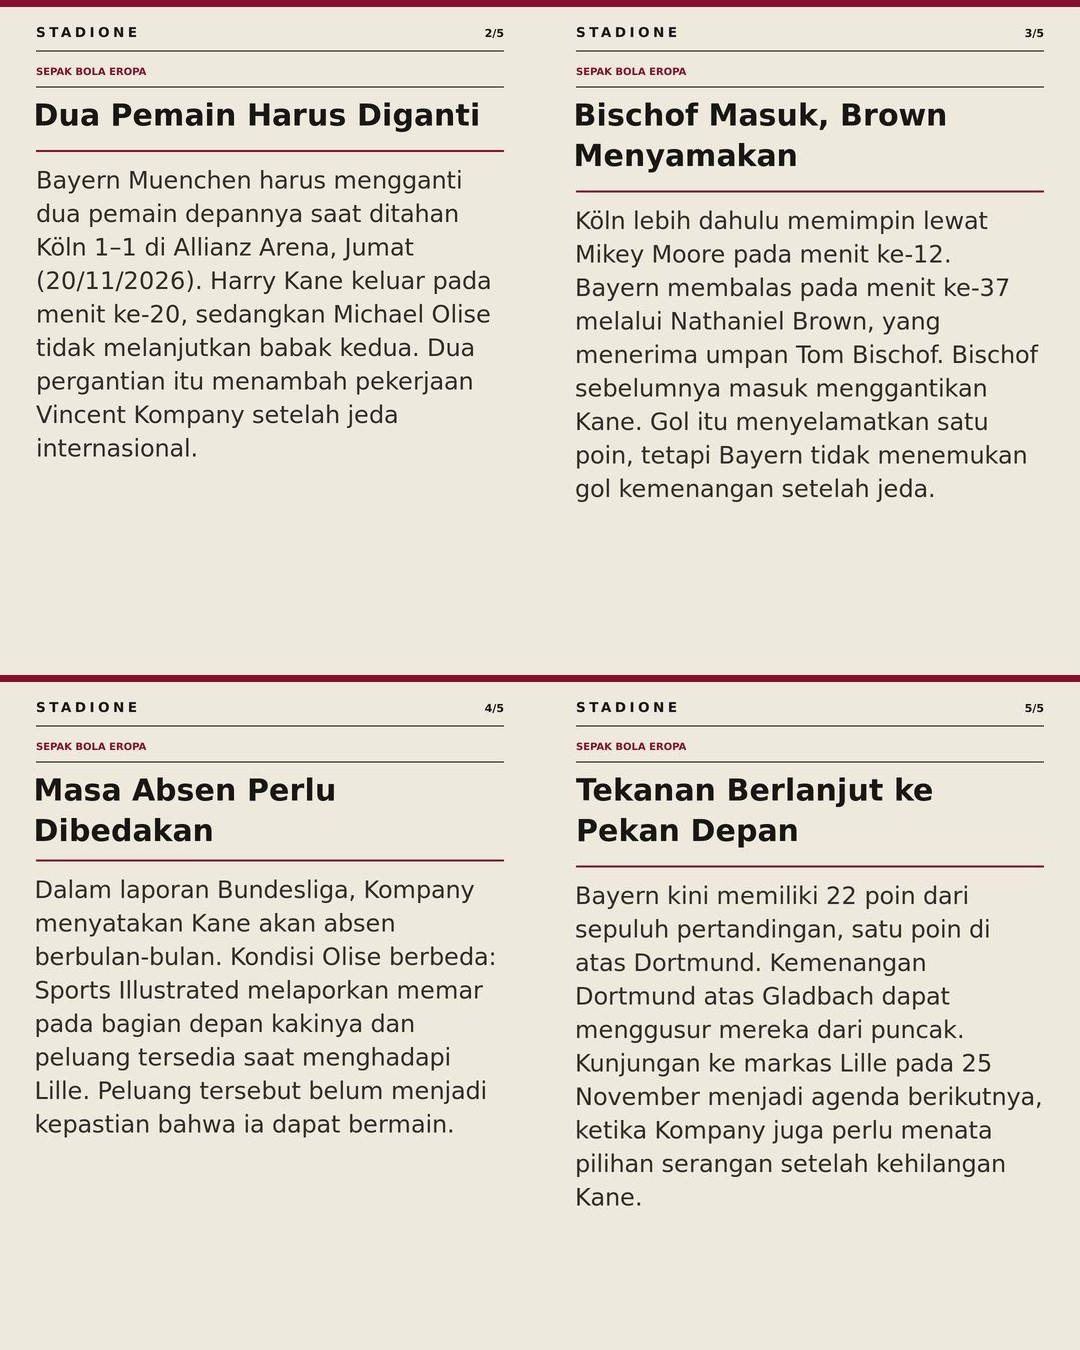 STADIONE
2/5
SEPAK BOLA EROPA
Dua Pemain Harus Diganti
Bayern Muenchen harus mengganti
dua pemain depannya saat ditahan
Köln 1–1 di Allianz Arena, Jumat
(20/11/2026). Harry Kane keluar pada
menit ke-20, sedangkan Michael Olise
tidak melanjutkan babak kedua. Dua
pergantian itu menambah pekerjaan
Vincent Kompany setelah jeda
internasional.
STADIONE
3/5
SEPAK BOLA EROPA
Bischof Masuk, Brown
Menyamakan
Köln lebih dahulu memimpin lewat
Mikey Moore pada menit ke-12.
Bayern membalas pada menit ke-37
melalui Nathaniel Brown, yang
menerima umpan Tom Bischof. Bischof
sebelumnya masuk menggantikan
Kane. Gol itu menyelamatkan satu
poin, tetapi Bayern tidak menemukan
gol kemenangan setelah jeda.
STADIONE
4/5
SEPAK BOLA EROPA
Masa Absen Perlu
Dibedakan
Dalam laporan Bundesliga, Kompany
menyatakan Kane akan absen
berbulan-bulan. Kondisi Olise berbeda:
Sports Illustrated melaporkan memar
pada bagian depan kakinya dan
peluang tersedia saat menghadapi
Lille. Peluang tersebut belum menjadi
kepastian bahwa ia dapat bermain.
STADIONE
5/5
SEPAK BOLA EROPA
Tekanan Berlanjut ke
Pekan Depan
Bayern kini memiliki 22 poin dari
sepuluh pertandingan, satu poin di
atas Dortmund. Kemenangan
Dortmund atas Gladbach dapat
menggusur mereka dari puncak.
Kunjungan ke markas Lille pada 25
November menjadi agenda berikutnya,
ketika Kompany juga perlu menata
pilihan serangan setelah kehilangan
Kane.